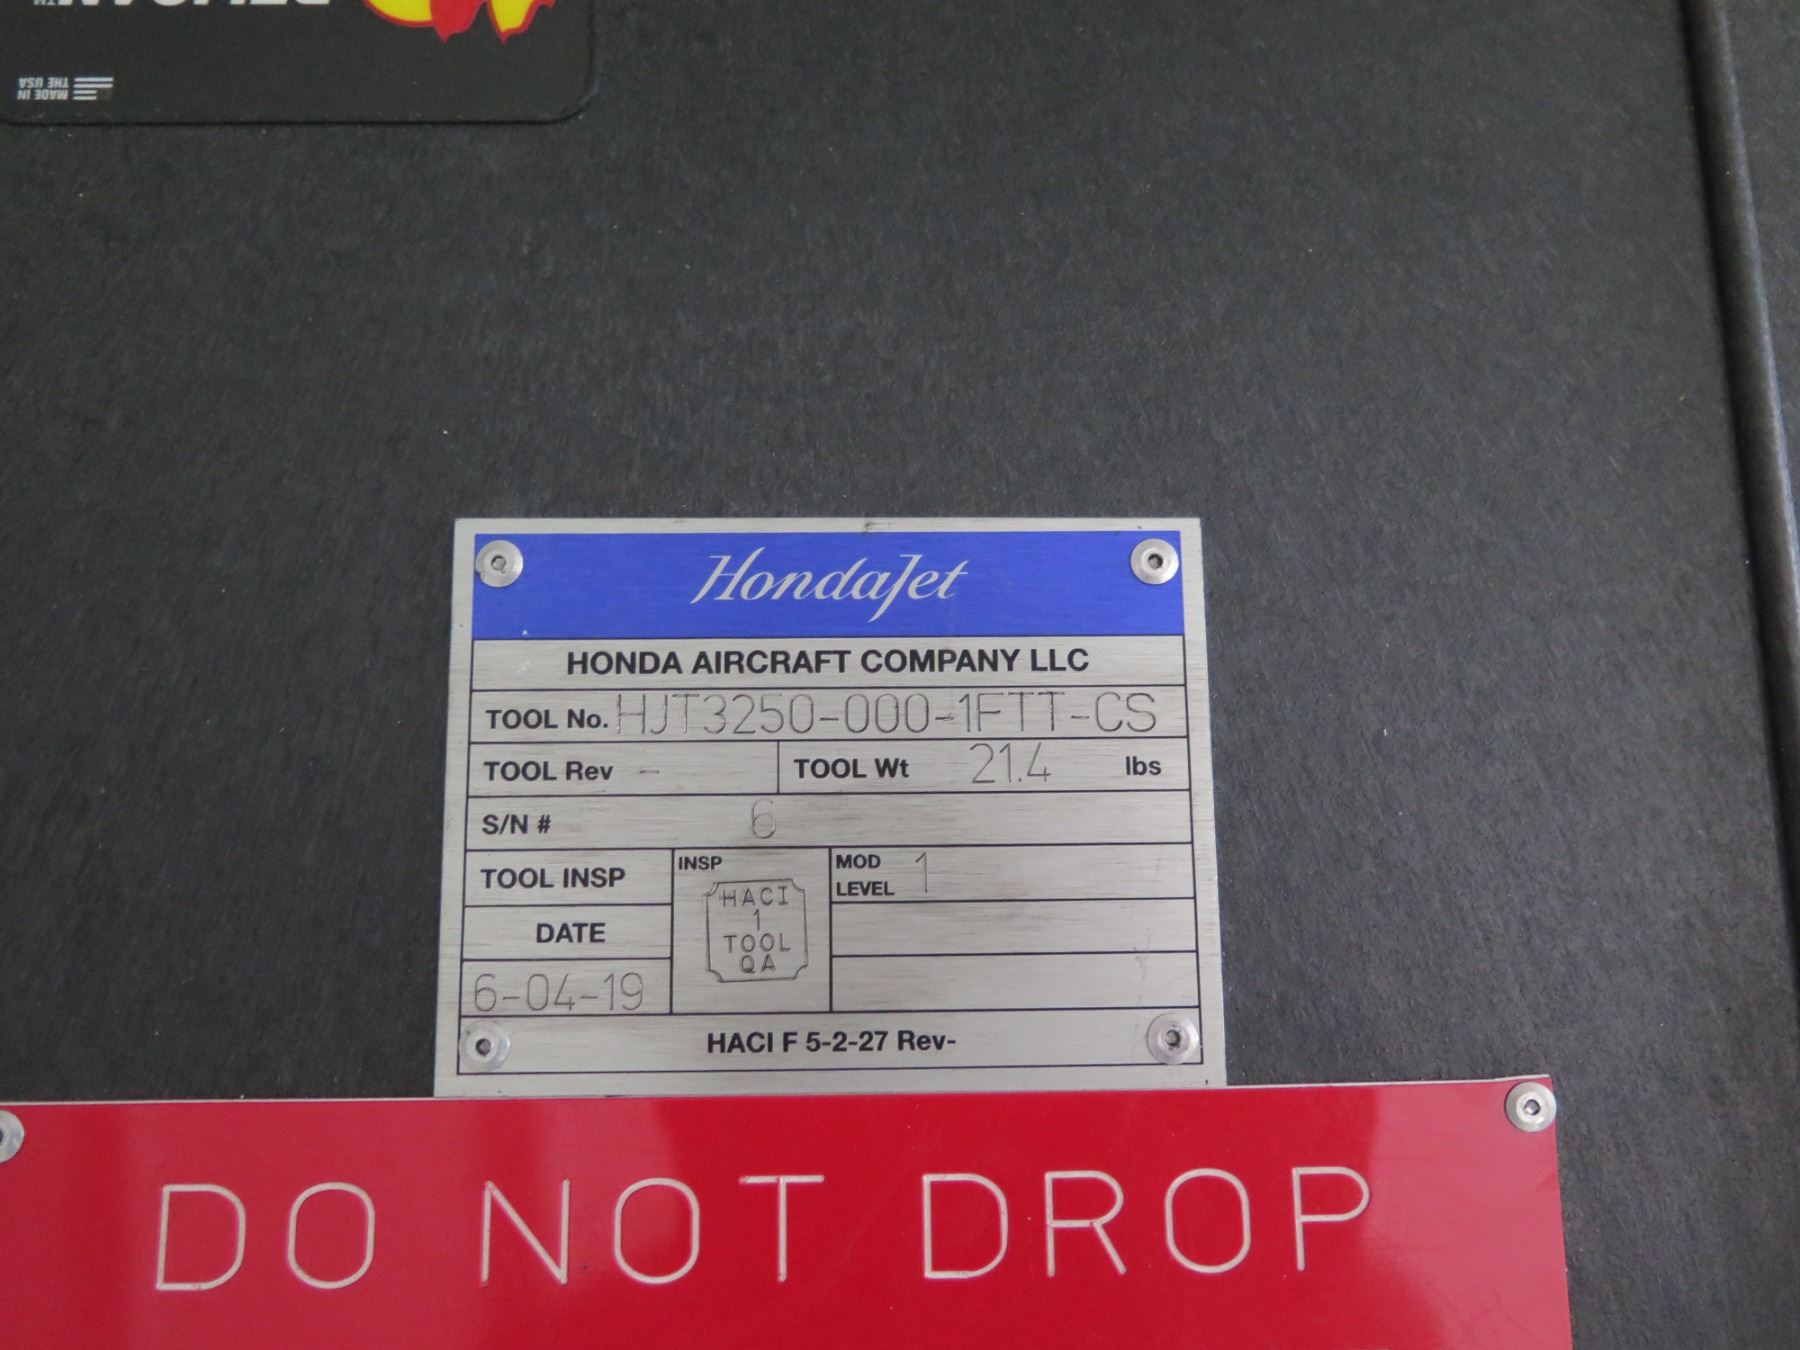 MADE IN
THE USA
HondaJet
HONDA AIRCRAFT COMPANY LLC
TOOL No. HJT3250-000-1FTT-CS
TOOL Rev - TOOL Wt 21.4 lbs
S/N # 6
TOOL INSP
DATE
6-04-19
INSP
HACI
1
TOOL
QA
MOD
LEVEL 1
HACI F 5-2-27 Rev-
DO NOT DROP